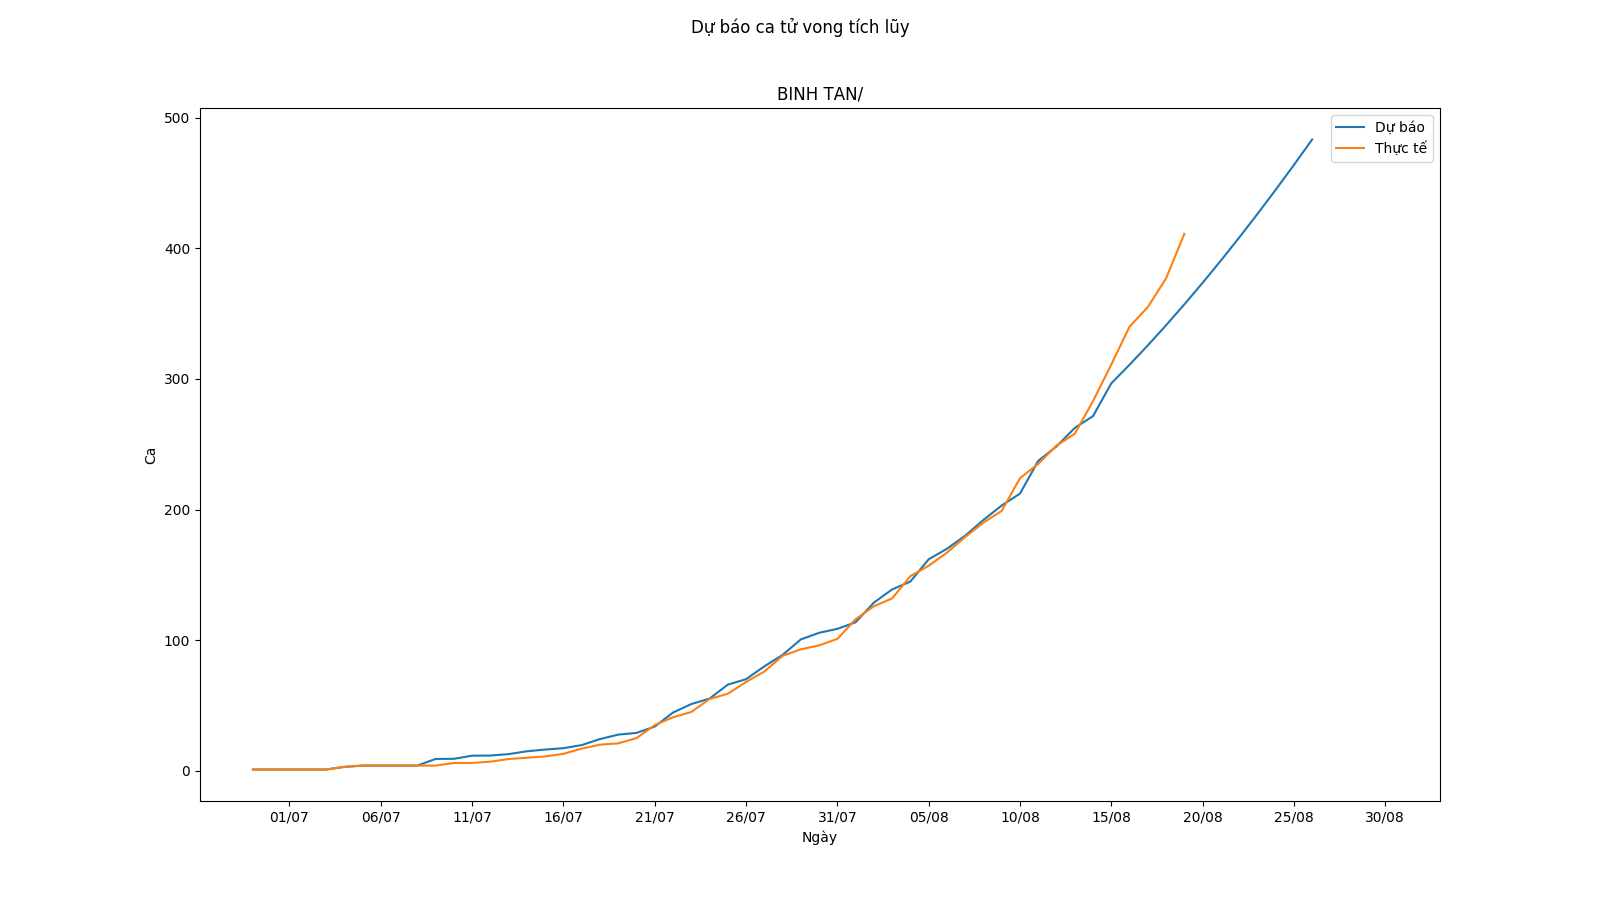 Dự báo ca tử vong tích lũy
BINH TAN/
Dự báo
Thực tế
500
400
300
200
100
0
Ca
01/07 06/07 11/07 16/07 21/07 26/07 31/07 05/08 10/08 15/08 20/08 25/08 30/08
Ngày